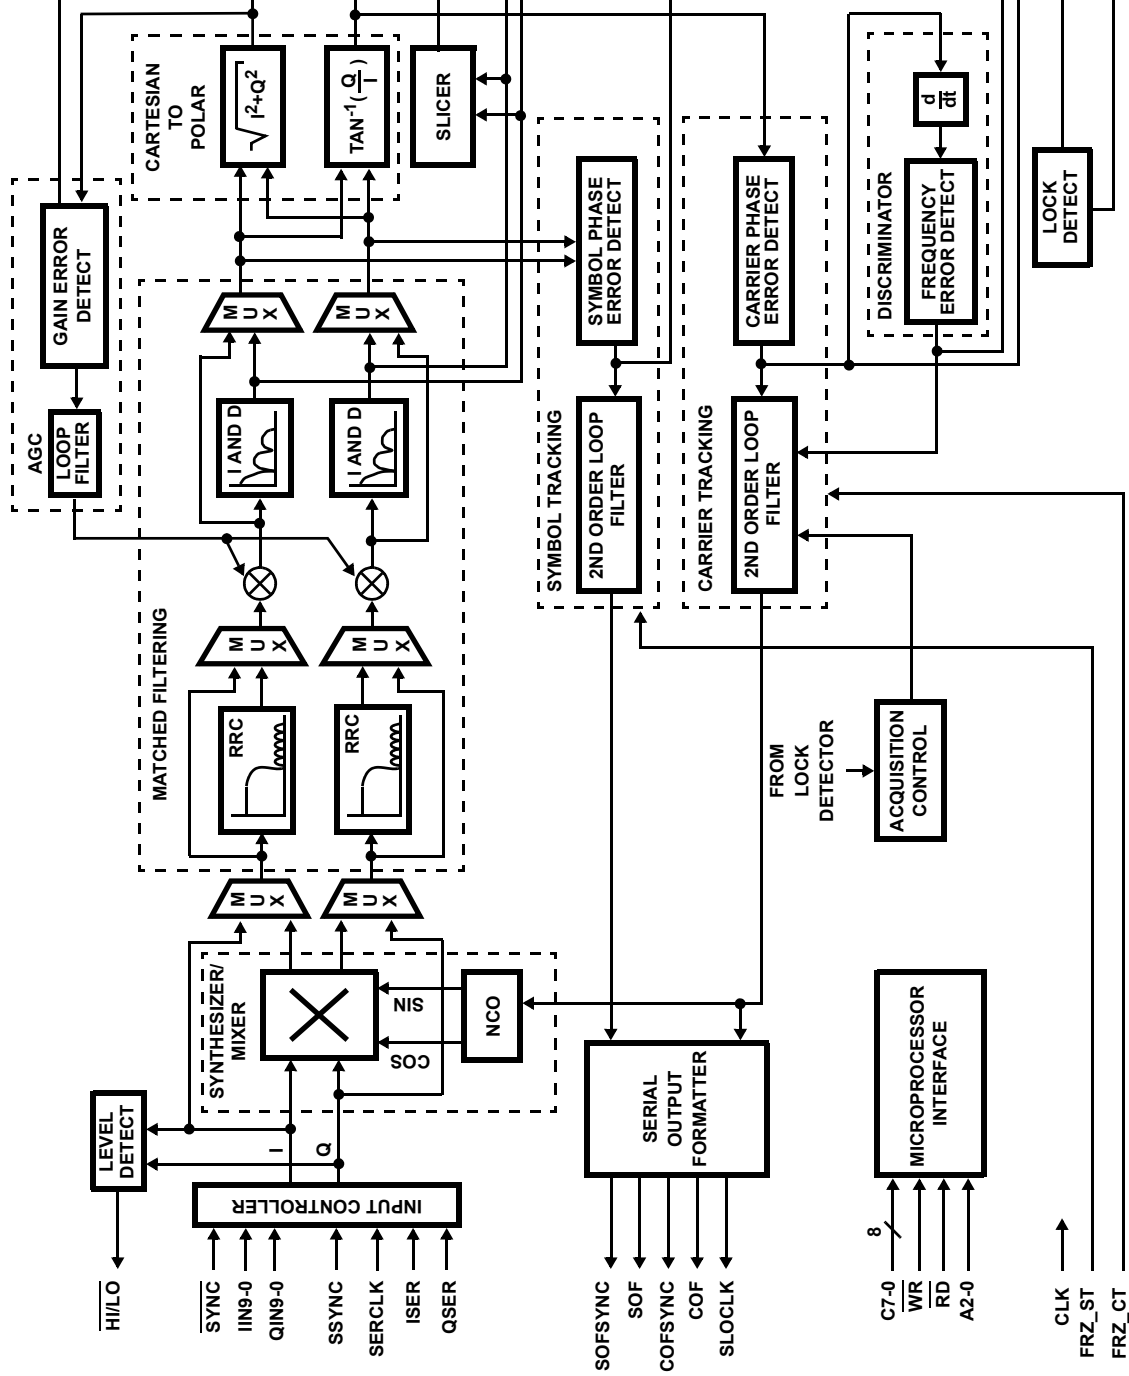 CARTESIAN
TO
POLAR
√I²+Q²
TAN⁻¹(Q/I)
SLICER
d
dt
DISCRIMINATOR
FREQUENCY
ERROR DETECT
LOCK
DETECT
GAIN ERROR
DETECT
AGC
LOOP
FILTER
M
U
X
M
U
X
I AND D
I AND D
SYMBOL PHASE
ERROR DETECT
SYMBOL TRACKING
2ND ORDER LOOP
FILTER
CARRIER PHASE
ERROR DETECT
CARRIER TRACKING
2ND ORDER LOOP
FILTER
MATCHED FILTERING
M
U
X
M
U
X
RRC
RRC
FROM
LOCK
DETECTOR
ACQUISITION
CONTROL
M
U
X
M
U
X
SYNTHESIZER/
MIXER
SIN
COS
NCO
LEVEL
DETECT
I
Q
INPUT CONTROLLER
SERIAL
OUTPUT
FORMATTER
MICROPROCESSOR
INTERFACE
8
HI/LO
SYNC
IIN9-0
QIN9-0
SSYNC
SERCLK
ISER
QSER
SOFSYNC
SOF
COFSYNC
COF
SLOCLK
C7-0
WR
RD
A2-0
CLK
FRZ_ST
FRZ_CT